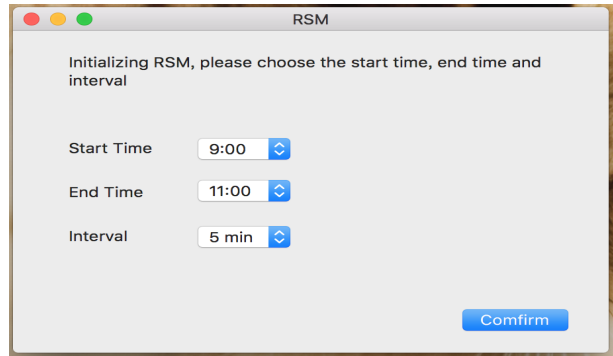 RSM
Initializing RSM, please choose the start time, end time and
interval
Start Time 9:00
End Time 11:00
Interval 5 min
Comfirm